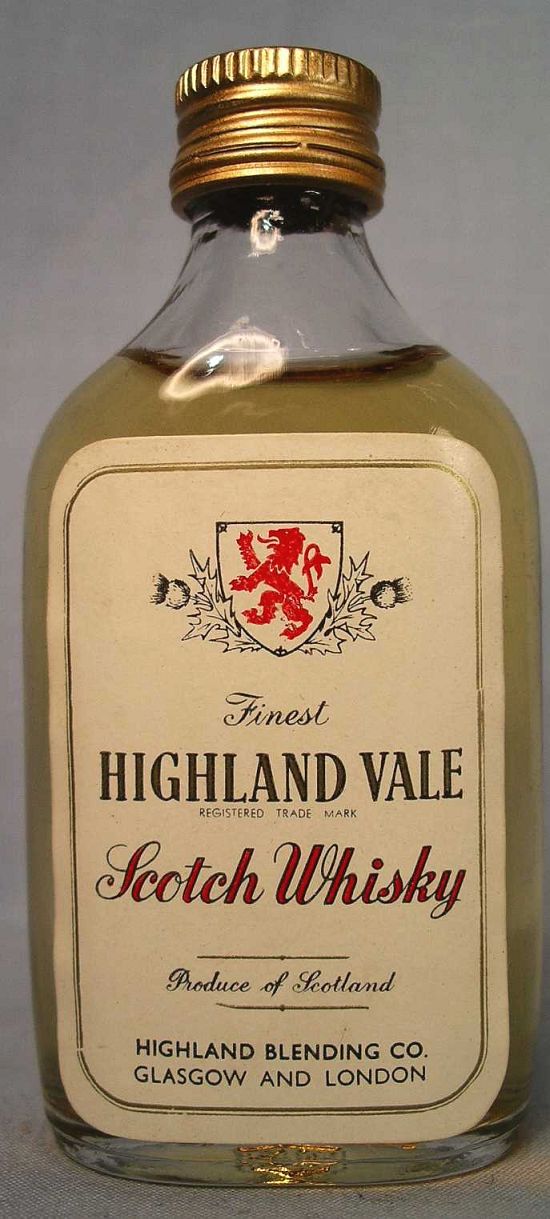 Finest
HIGHLAND VALE
REGISTERED TRADE MARK
Scotch Whisky
Produce of Scotland
HIGHLAND BLENDING CO.
GLASGOW AND LONDON